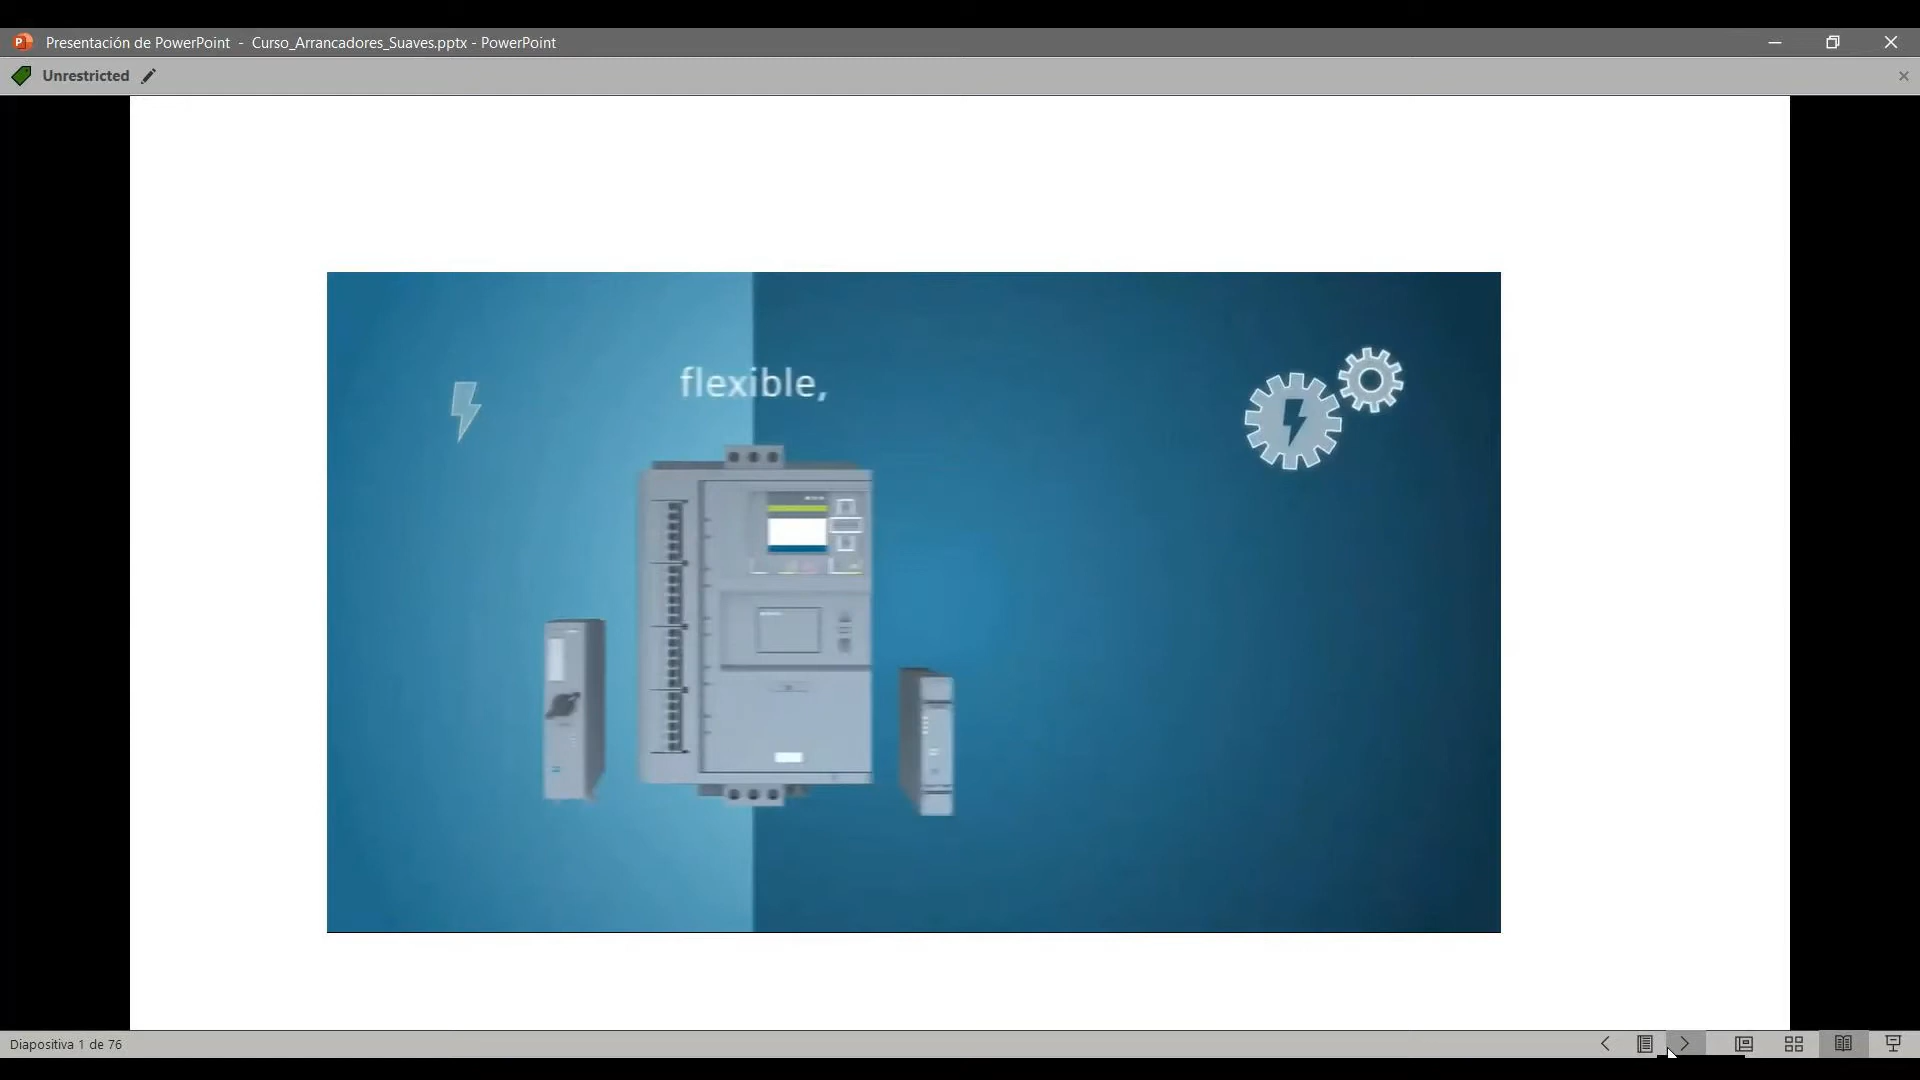 Presentación de PowerPoint - Curso_Arrancadores_Suaves.pptx - PowerPoint
Unrestricted
flexible,
Diapositiva 1 de 76